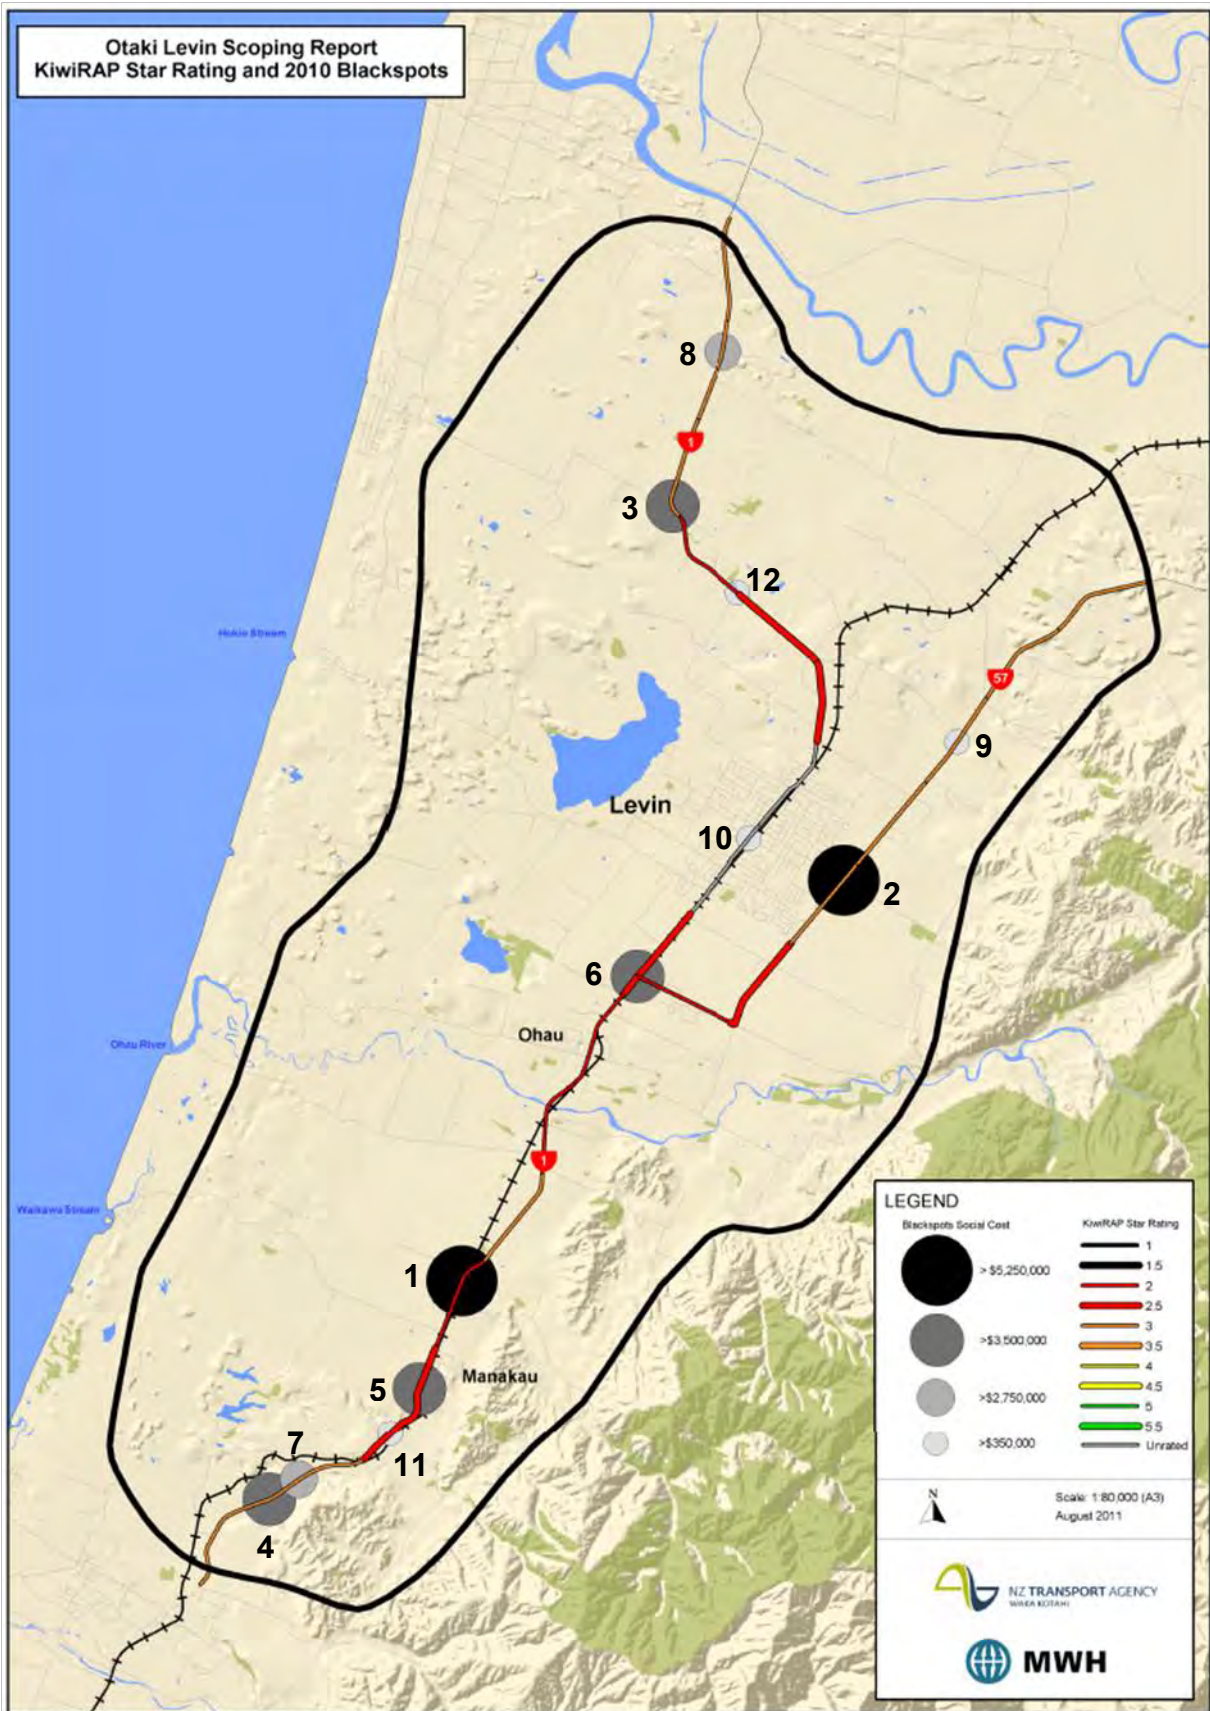 Otaki Levin Scoping Report
KiwiRAP Star Rating and 2010 Blackspots
8
1
3
12
Hokio Stream
57
9
Levin
10
2
6
Ohau
Ohau River
1
Waikawa Stream
1
5
Manakau
7
11
4
LEGEND
Blackspots Social Cost
KiwiRAP Star Rating
> $5,250,000
>$3,500,000
>$2,750,000
>$350,000
1
1.5
2
2.5
3
3.5
4
4.5
5
5.5
Unrated
N
Scale: 1:80,000 (A3)
August 2011
NZ TRANSPORT AGENCY
WAKA KOTAHI
MWH